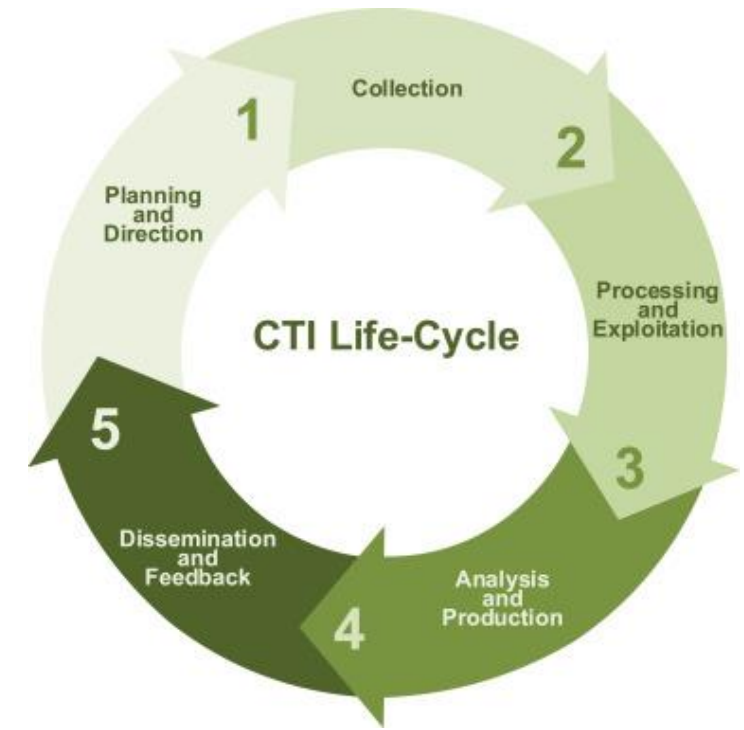 1
Planning
and
Direction
Collection
2
Processing
and
Exploitation
3
Analysis
and
Production
4
Dissemination
and
Feedback
5
CTI Life-Cycle